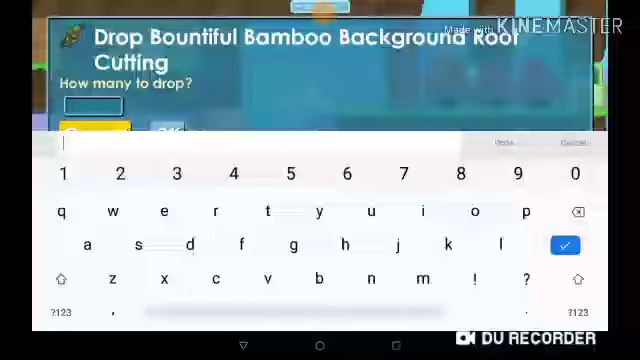 Made with KINEMASTER
Drop Bountiful Bamboo Background Root
Cutting
How many to drop?
1 2 3 4 5 6 7 8 9 0
q w e r t y u i o p
a s d f g h j k l
z x c v b n m ! ?
?123 , . ?123
DU RECORDER